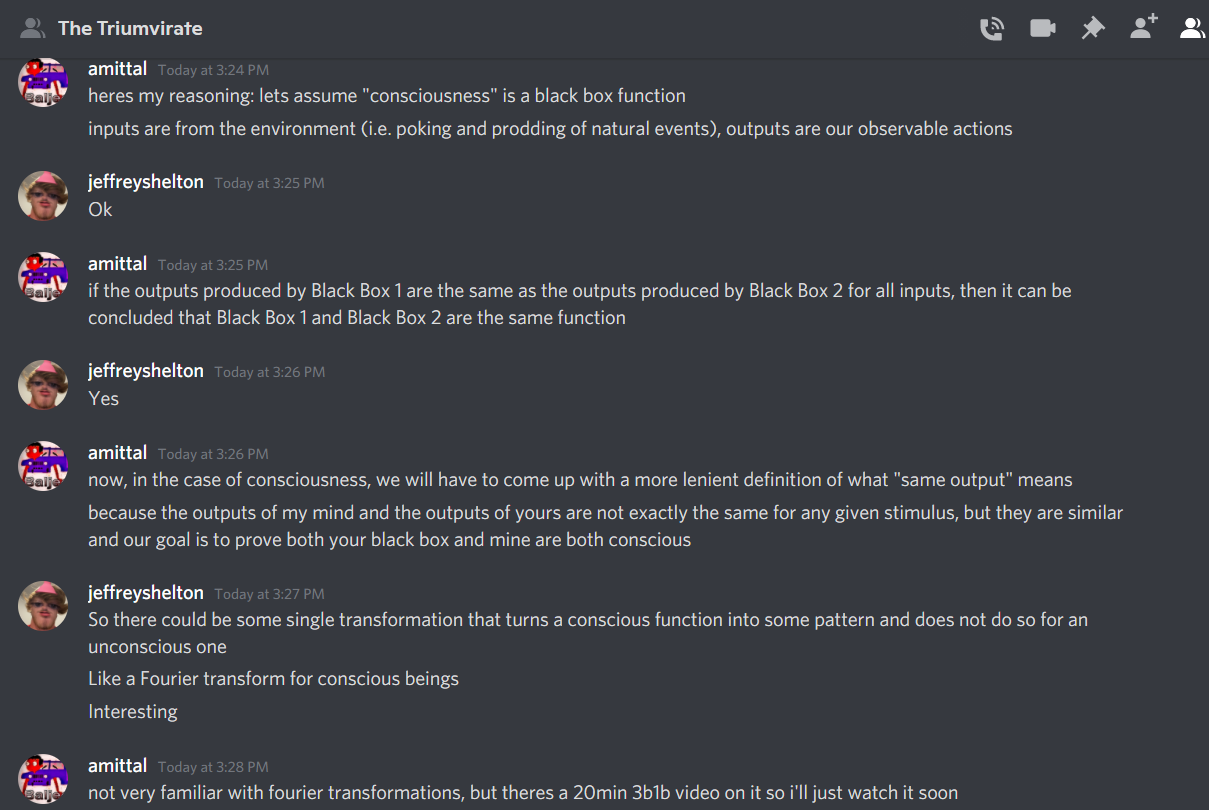 The Triumvirate
amittal Today at 3:24 PM
heres my reasoning: lets assume "consciousness" is a black box function
inputs are from the environment (i.e. poking and prodding of natural events), outputs are our observable actions
jeffreyshelton Today at 3:25 PM
Ok
amittal Today at 3:25 PM
if the outputs produced by Black Box 1 are the same as the outputs produced by Black Box 2 for all inputs, then it can be
concluded that Black Box 1 and Black Box 2 are the same function
jeffreyshelton Today at 3:26 PM
Yes
amittal Today at 3:26 PM
now, in the case of consciousness, we will have to come up with a more lenient definition of what "same output" means
because the outputs of my mind and the outputs of yours are not exactly the same for any given stimulus, but they are similar
and our goal is to prove both your black box and mine are both conscious
jeffreyshelton Today at 3:27 PM
So there could be some single transformation that turns a conscious function into some pattern and does not do so for an
unconscious one
Like a Fourier transform for conscious beings
Interesting
amittal Today at 3:28 PM
not very familiar with fourier transformations, but theres a 20min 3b1b video on it so i'll just watch it soon